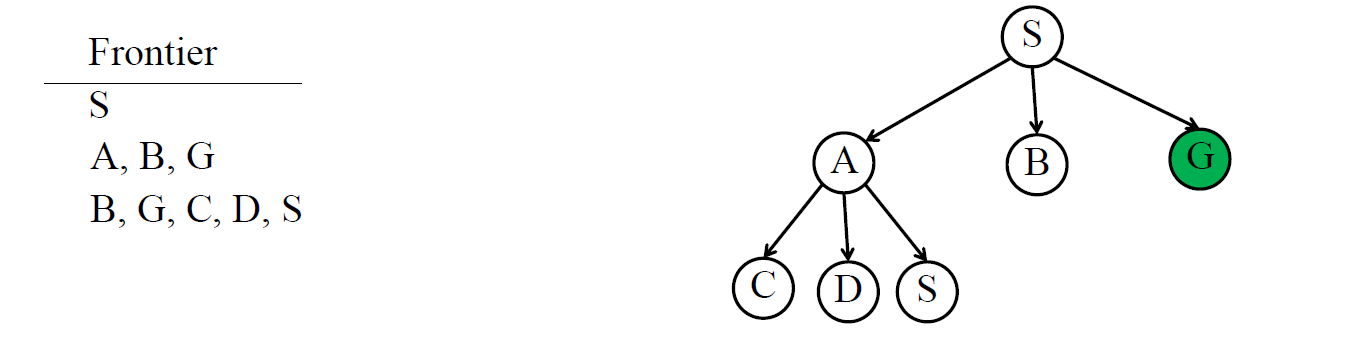 Frontier
S
A, B, G
B, G, C, D, S
S
A B G
C D S